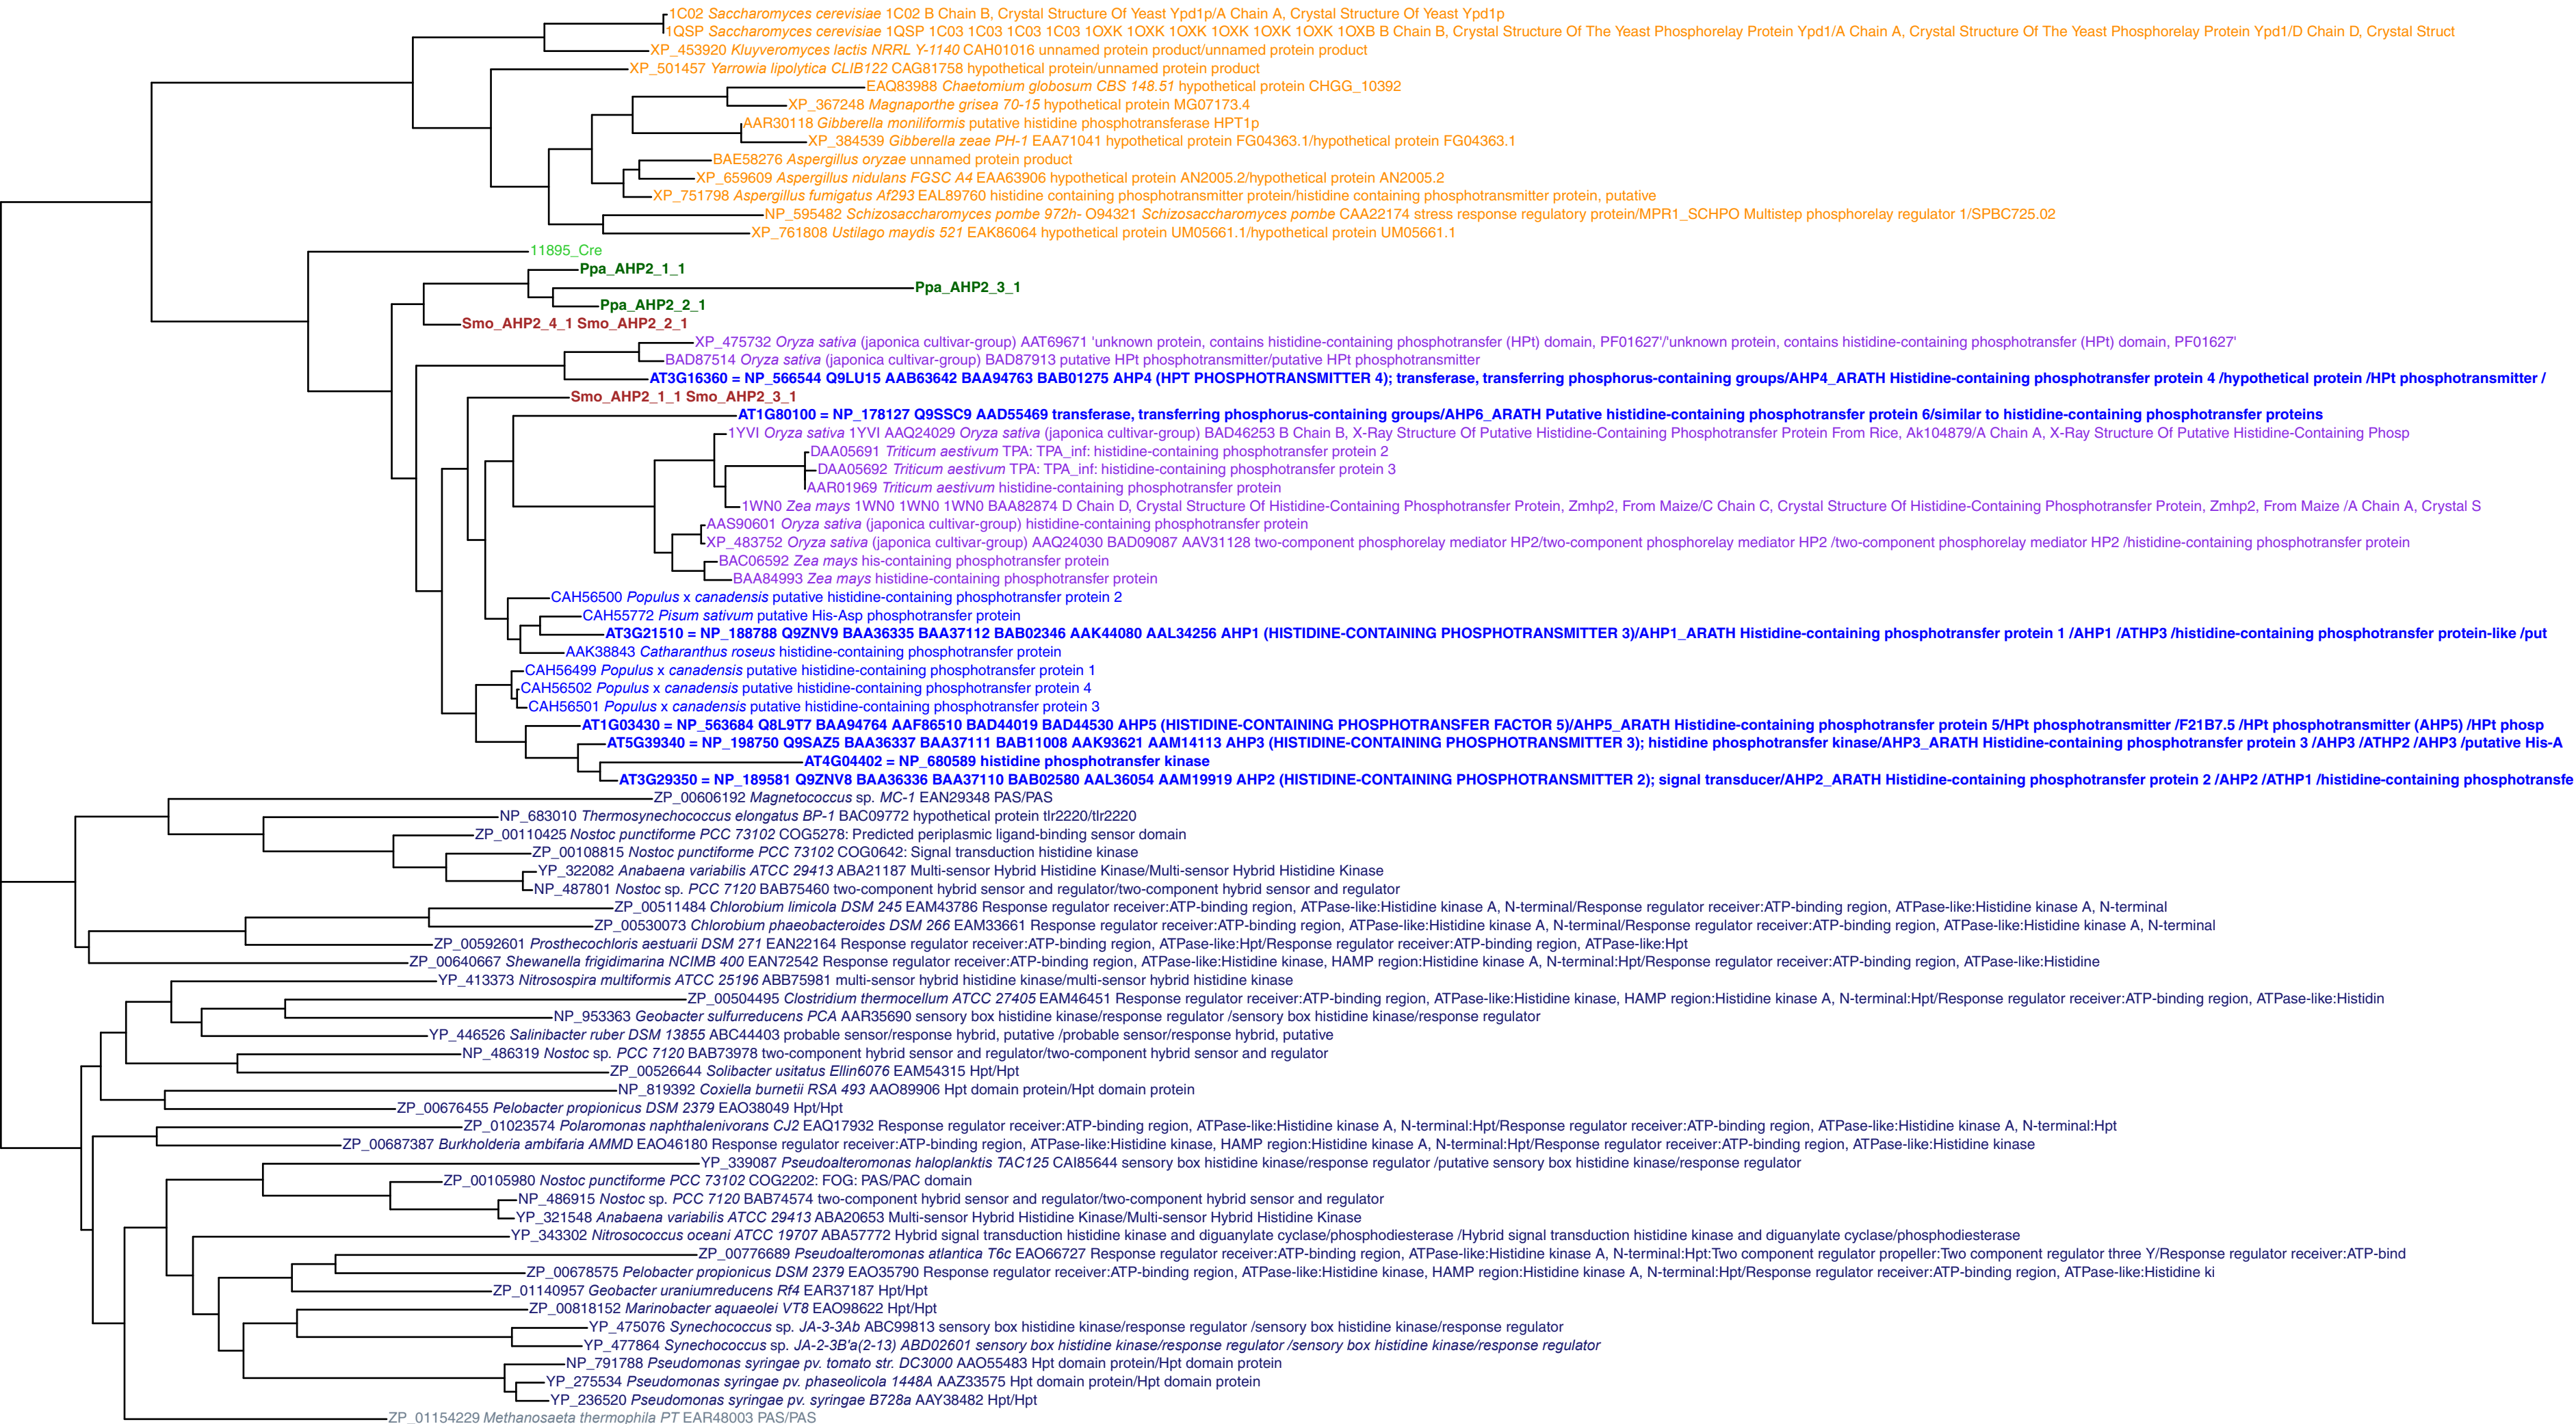 1C02 Saccharomyces cerevisiae 1C02 B Chain B, Crystal Structure Of Yeast Ypd1p/A Chain A, Crystal Structure Of Yeast Ypd1p
1QSP Saccharomyces cerevisiae 1QSP 1C03 1C03 1C03 1C03 1OXK 1OXK 1OXK 1OXK 1OXK 1OXK 1OXB B Chain B, Crystal Structure Of The Yeast Phosphorelay Protein Ypd1/A Chain A, Crystal Structure Of The Yeast Phosphorelay Protein Ypd1/D Chain D, Crystal Struct
XP_453920 Kluyveromyces lactis NRRL Y-1140 CAH01016 unnamed protein product/unnamed protein product
XP_501457 Yarrowia lipolytica CLIB122 CAG81758 hypothetical protein/unnamed protein product
EAQ83988 Chaetomium globosum CBS 148.51 hypothetical protein CHGG_10392
XP_367248 Magnaporthe grisea 70-15 hypothetical protein MG07173.4
AAR30118 Gibberella moniliformis putative histidine phosphotransferase HPT1p
XP_384539 Gibberella zeae PH-1 EAA71041 hypothetical protein FG04363.1/hypothetical protein FG04363.1
BAE58276 Aspergillus oryzae unnamed protein product
XP_659609 Aspergillus nidulans FGSC A4 EAA63906 hypothetical protein AN2005.2/hypothetical protein AN2005.2
XP_751798 Aspergillus fumigatus Af293 EAL89760 histidine containing phosphotransmitter protein/histidine containing phosphotransmitter protein, putative
NP_595482 Schizosaccharomyces pombe 972h- O94321 Schizosaccharomyces pombe CAA22174 stress response regulatory protein/MPR1_SCHPO Multistep phosphorelay regulator 1/SPBC725.02
XP_761808 Ustilago maydis 521 EAK86064 hypothetical protein UM05661.1/hypothetical protein UM05661.1
11895_Cre
Ppa_AHP2_1_1
Ppa_AHP2_3_1
Ppa_AHP2_2_1
Smo_AHP2_4_1 Smo_AHP2_2_1
XP_475732 Oryza sativa (japonica cultivar-group) AAT69671 'unknown protein, contains histidine-containing phosphotransfer (HPt) domain, PF01627'/'unknown protein, contains histidine-containing phosphotransfer (HPt) domain, PF01627'
BAD87514 Oryza sativa (japonica cultivar-group) BAD87913 putative HPt phosphotransmitter/putative HPt phosphotransmitter
AT3G16360 = NP_566544 Q9LU15 AAB63642 BAA94763 BAB01275 AHP4 (HPT PHOSPHOTRANSMITTER 4); transferase, transferring phosphorus-containing groups/AHP4_ARATH Histidine-containing phosphotransfer protein 4 /hypothetical protein /HPt phosphotransmitter /
Smo_AHP2_1_1 Smo_AHP2_3_1
AT1G80100 = NP_178127 Q9SSC9 AAD55469 transferase, transferring phosphorus-containing groups/AHP6_ARATH Putative histidine-containing phosphotransfer protein 6/similar to histidine-containing phosphotransfer proteins
1YVI Oryza sativa 1YVI AAQ24029 Oryza sativa (japonica cultivar-group) BAD46253 B Chain B, X-Ray Structure Of Putative Histidine-Containing Phosphotransfer Protein From Rice, Ak104879/A Chain A, X-Ray Structure Of Putative Histidine-Containing Phosp
DAA05691 Triticum aestivum TPA: TPA_inf: histidine-containing phosphotransfer protein 2
DAA05692 Triticum aestivum TPA: TPA_inf: histidine-containing phosphotransfer protein 3
AAR01969 Triticum aestivum histidine-containing phosphotransfer protein
1WN0 Zea mays 1WN0 1WN0 1WN0 BAA82874 D Chain D, Crystal Structure Of Histidine-Containing Phosphotransfer Protein, Zmhp2, From Maize/C Chain C, Crystal Structure Of Histidine-Containing Phosphotransfer Protein, Zmhp2, From Maize /A Chain A, Crystal S
AAS90601 Oryza sativa (japonica cultivar-group) histidine-containing phosphotransfer protein
XP_483752 Oryza sativa (japonica cultivar-group) AAQ24030 BAD09087 AAV31128 two-component phosphorelay mediator HP2/two-component phosphorelay mediator HP2 /two-component phosphorelay mediator HP2 /histidine-containing phosphotransfer protein
BAC06592 Zea mays his-containing phosphotransfer protein
BAA84993 Zea mays histidine-containing phosphotransfer protein
CAH56500 Populus x canadensis putative histidine-containing phosphotransfer protein 2
CAH55772 Pisum sativum putative His-Asp phosphotransfer protein
AT3G21510 = NP_188788 Q9ZNV9 BAA36335 BAA37112 BAB02346 AAK44080 AAL34256 AHP1 (HISTIDINE-CONTAINING PHOSPHOTRANSMITTER 3)/AHP1_ARATH Histidine-containing phosphotransfer protein 1 /AHP1 /ATHP3 /histidine-containing phosphotransfer protein-like /put
AAK38843 Catharanthus roseus histidine-containing phosphotransfer protein
CAH56499 Populus x canadensis putative histidine-containing phosphotransfer protein 1
CAH56502 Populus x canadensis putative histidine-containing phosphotransfer protein 4
CAH56501 Populus x canadensis putative histidine-containing phosphotransfer protein 3
AT1G03430 = NP_563684 Q8L9T7 BAA94764 AAF86510 BAD44019 BAD44530 AHP5 (HISTIDINE-CONTAINING PHOSPHOTRANSFER FACTOR 5)/AHP5_ARATH Histidine-containing phosphotransfer protein 5/HPt phosphotransmitter /F21B7.5 /HPt phosphotransmitter (AHP5) /HPt phosp
AT5G39340 = NP_198750 Q9SAZ5 BAA36337 BAA37111 BAB11008 AAK93621 AAM14113 AHP3 (HISTIDINE-CONTAINING PHOSPHOTRANSMITTER 3); histidine phosphotransfer kinase/AHP3_ARATH Histidine-containing phosphotransfer protein 3 /AHP3 /ATHP2 /AHP3 /putative His-A
AT4G04402 = NP_680589 histidine phosphotransfer kinase
AT3G29350 = NP_189581 Q9ZNV8 BAA36336 BAA37110 BAB02580 AAL36054 AAM19919 AHP2 (HISTIDINE-CONTAINING PHOSPHOTRANSMITTER 2); signal transducer/AHP2_ARATH Histidine-containing phosphotransfer protein 2 /AHP2 /ATHP1 /histidine-containing phosphotransfe
ZP_00606192 Magnetococcus sp. MC-1 EAN29348 PAS/PAS
NP_683010 Thermosynechococcus elongatus BP-1 BAC09772 hypothetical protein tlr2220/tlr2220
ZP_00110425 Nostoc punctiforme PCC 73102 COG5278: Predicted periplasmic ligand-binding sensor domain
ZP_00108815 Nostoc punctiforme PCC 73102 COG0642: Signal transduction histidine kinase
YP_322082 Anabaena variabilis ATCC 29413 ABA21187 Multi-sensor Hybrid Histidine Kinase/Multi-sensor Hybrid Histidine Kinase
NP_487801 Nostoc sp. PCC 7120 BAB75460 two-component hybrid sensor and regulator/two-component hybrid sensor and regulator
ZP_00511484 Chlorobium limicola DSM 245 EAM43786 Response regulator receiver:ATP-binding region, ATPase-like:Histidine kinase A, N-terminal/Response regulator receiver:ATP-binding region, ATPase-like:Histidine kinase A, N-terminal
ZP_00530073 Chlorobium phaeobacteroides DSM 266 EAM33661 Response regulator receiver:ATP-binding region, ATPase-like:Histidine kinase A, N-terminal/Response regulator receiver:ATP-binding region, ATPase-like:Histidine kinase A, N-terminal
ZP_00592601 Prosthecochloris aestuarii DSM 271 EAN22164 Response regulator receiver:ATP-binding region, ATPase-like:Hpt/Response regulator receiver:ATP-binding region, ATPase-like:Hpt
ZP_00640667 Shewanella frigidimarina NCIMB 400 EAN72542 Response regulator receiver:ATP-binding region, ATPase-like:Histidine kinase, HAMP region:Histidine kinase A, N-terminal:Hpt/Response regulator receiver:ATP-binding region, ATPase-like:Histidine
YP_413373 Nitrosospira multiformis ATCC 25196 ABB75981 multi-sensor hybrid histidine kinase/multi-sensor hybrid histidine kinase
ZP_00504495 Clostridium thermocellum ATCC 27405 EAM46451 Response regulator receiver:ATP-binding region, ATPase-like:Histidine kinase, HAMP region:Histidine kinase A, N-terminal:Hpt/Response regulator receiver:ATP-binding region, ATPase-like:Histidin
NP_953363 Geobacter sulfurreducens PCA AAR35690 sensory box histidine kinase/response regulator /sensory box histidine kinase/response regulator
YP_446526 Salinibacter ruber DSM 13855 ABC44403 probable sensor/response hybrid, putative /probable sensor/response hybrid, putative
NP_486319 Nostoc sp. PCC 7120 BAB73978 two-component hybrid sensor and regulator/two-component hybrid sensor and regulator
ZP_00526644 Solibacter usitatus Ellin6076 EAM54315 Hpt/Hpt
NP_819392 Coxiella burnetii RSA 493 AAO89906 Hpt domain protein/Hpt domain protein
ZP_00676455 Pelobacter propionicus DSM 2379 EAO38049 Hpt/Hpt
ZP_01023574 Polaromonas naphthalenivorans CJ2 EAQ17932 Response regulator receiver:ATP-binding region, ATPase-like:Histidine kinase A, N-terminal:Hpt/Response regulator receiver:ATP-binding region, ATPase-like:Histidine kinase A, N-terminal:Hpt
ZP_00687387 Burkholderia ambifaria AMMD EAO46180 Response regulator receiver:ATP-binding region, ATPase-like:Histidine kinase, HAMP region:Histidine kinase A, N-terminal:Hpt/Response regulator receiver:ATP-binding region, ATPase-like:Histidine kinase
YP_339087 Pseudoalteromonas haloplanktis TAC125 CAI85644 sensory box histidine kinase/response regulator /putative sensory box histidine kinase/response regulator
ZP_00105980 Nostoc punctiforme PCC 73102 COG2202: FOG: PAS/PAC domain
NP_486915 Nostoc sp. PCC 7120 BAB74574 two-component hybrid sensor and regulator/two-component hybrid sensor and regulator
YP_321548 Anabaena variabilis ATCC 29413 ABA20653 Multi-sensor Hybrid Histidine Kinase/Multi-sensor Hybrid Histidine Kinase
YP_343302 Nitrosococcus oceani ATCC 19707 ABA57772 Hybrid signal transduction histidine kinase and diguanylate cyclase/phosphodiesterase /Hybrid signal transduction histidine kinase and diguanylate cyclase/phosphodiesterase
ZP_00776689 Pseudoalteromonas atlantica T6c EAO66727 Response regulator receiver:ATP-binding region, ATPase-like:Histidine kinase A, N-terminal:Hpt:Two component regulator propeller:Two component regulator three Y/Response regulator receiver:ATP-bind
ZP_00678575 Pelobacter propionicus DSM 2379 EAO35790 Response regulator receiver:ATP-binding region, ATPase-like:Histidine kinase, HAMP region:Histidine kinase A, N-terminal:Hpt/Response regulator receiver:ATP-binding region, ATPase-like:Histidine ki
ZP_01140957 Geobacter uraniumreducens Rf4 EAR37187 Hpt/Hpt
ZP_00818152 Marinobacter aquaeolei VT8 EAO98622 Hpt/Hpt
YP_475076 Synechococcus sp. JA-3-3Ab ABC99813 sensory box histidine kinase/response regulator /sensory box histidine kinase/response regulator
YP_477864 Synechococcus sp. JA-2-3B'a(2-13) ABD02601 sensory box histidine kinase/response regulator /sensory box histidine kinase/response regulator
NP_791788 Pseudomonas syringae pv. tomato str. DC3000 AAO55483 Hpt domain protein/Hpt domain protein
YP_275534 Pseudomonas syringae pv. phaseolicola 1448A AAZ33575 Hpt domain protein/Hpt domain protein
YP_236520 Pseudomonas syringae pv. syringae B728a AAY38482 Hpt/Hpt
ZP_01154229 Methanosaeta thermophila PT EAR48003 PAS/PAS